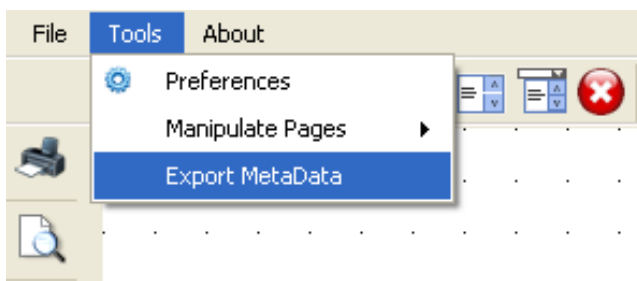 File Tools About
Preferences
Manipulate Pages
Export MetaData